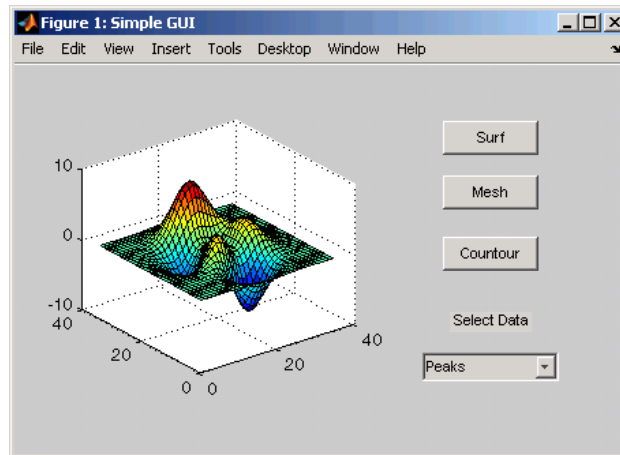 Figure 1: Simple GUI
File Edit View Insert Tools Desktop Window Help
Surf
Mesh
Countour
Select Data
Peaks
10
0
-10
40
20
0
0
20
40